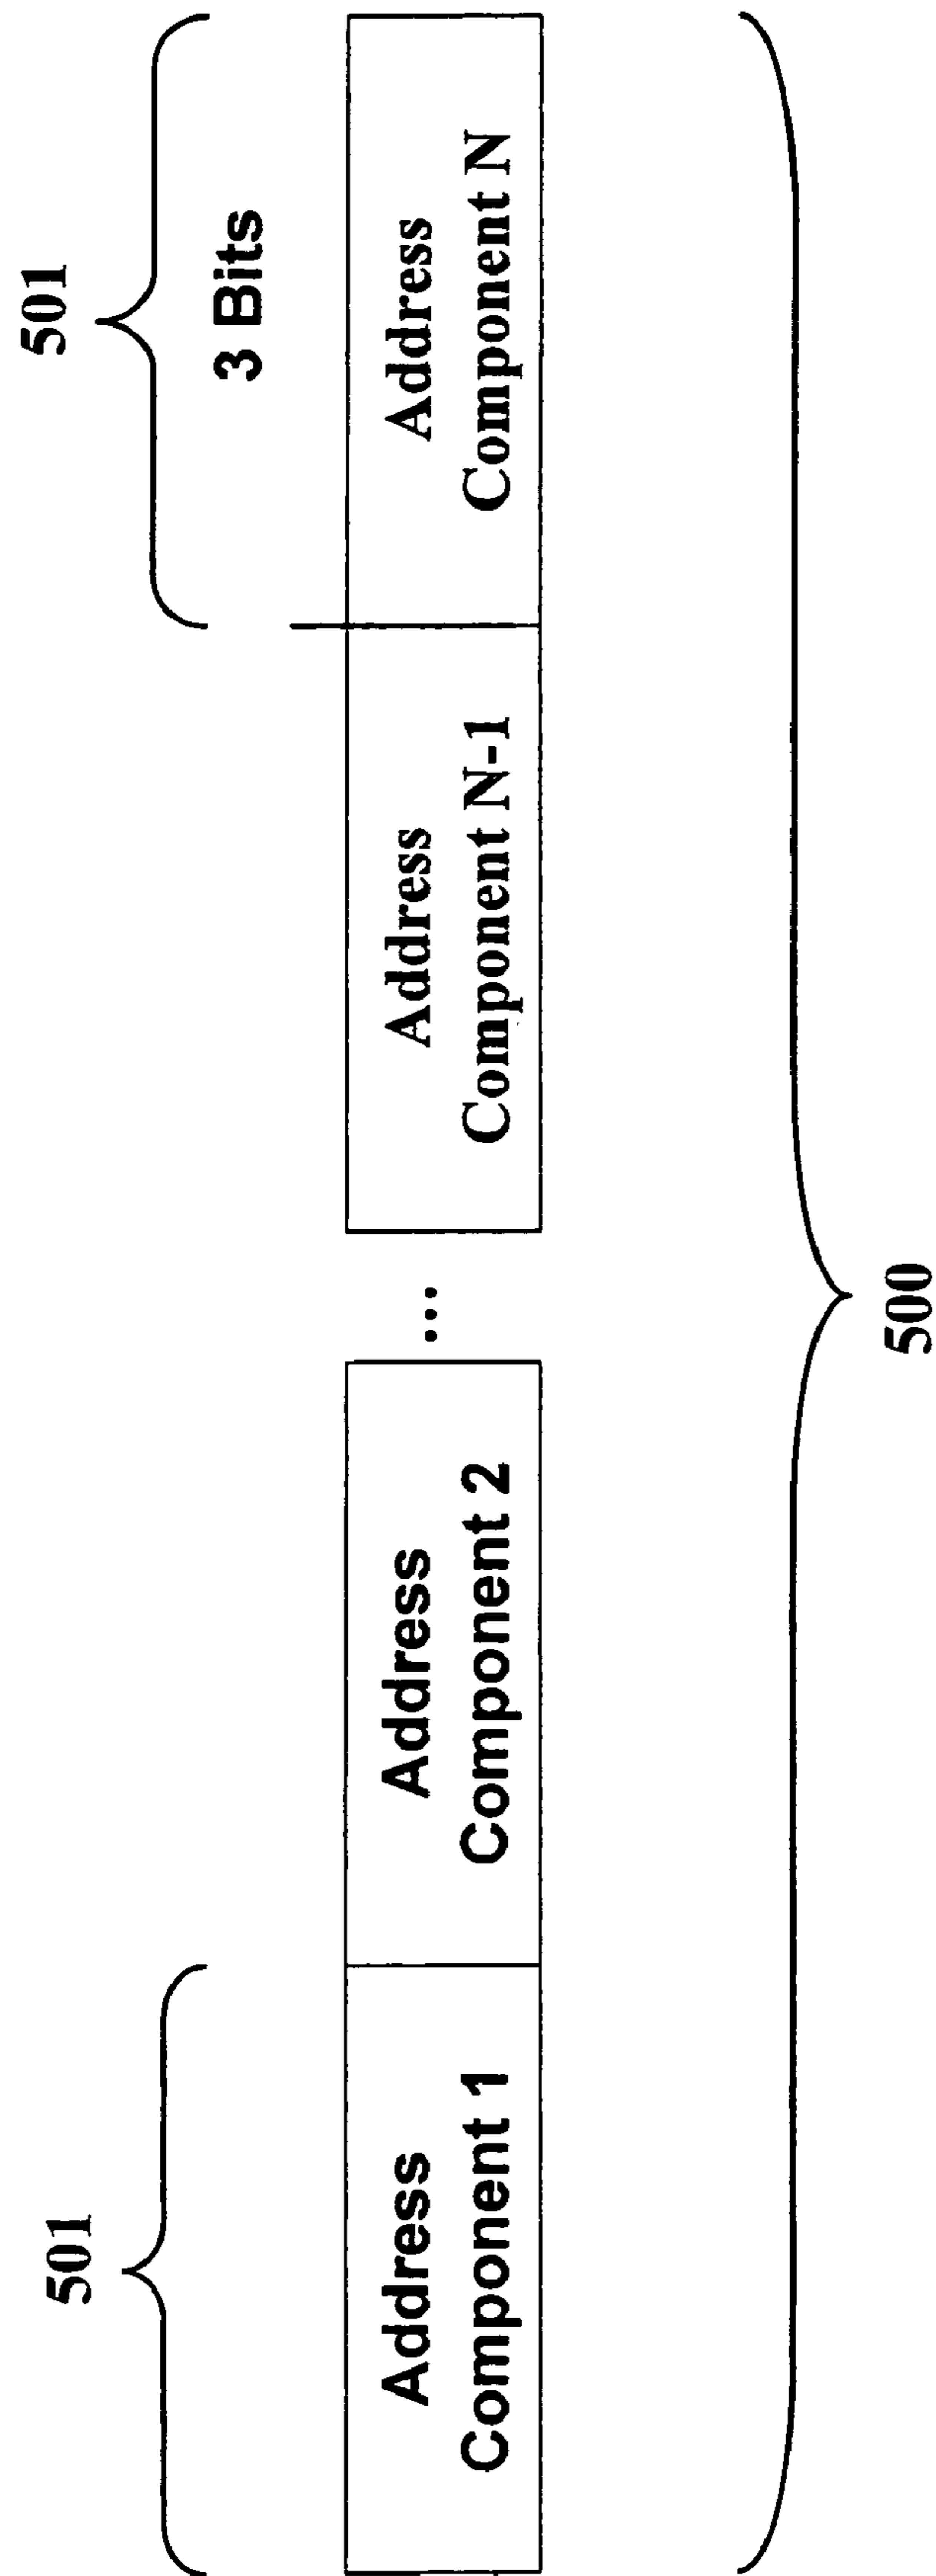 501
501
3 Bits
Address
Component 1
Address
Component 2
...
Address
Component N-1
Address
Component N
500